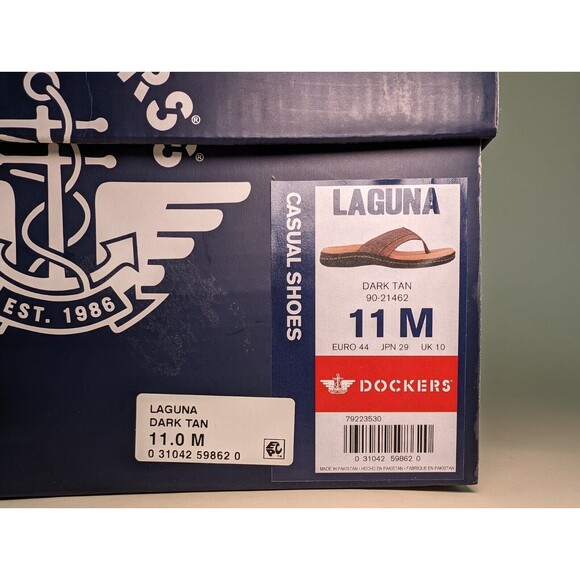 ERS®
S®
EST. 1986
CASUAL SHOES
LAGUNA
DARK TAN
90-21462
11 M
EURO 44 JPN 29 UK 10
DOCKERS®
79223530
0 31042 59862 0
MADE IN PAKISTAN • HECHO EN PAKISTAN • FABRIQUE EN PAKISTAN
LAGUNA
DARK TAN
11.0 M
0 31042 59862 0